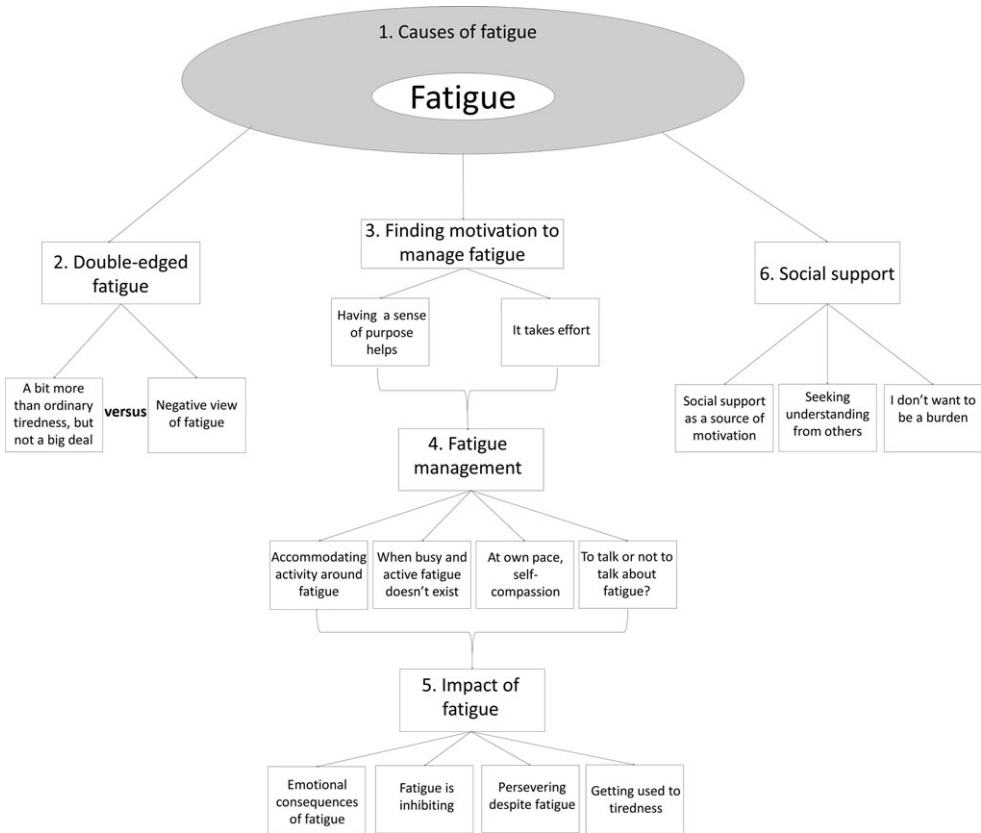 1. Causes of fatigue
Fatigue
2. Double-edged
fatigue
A bit more
than ordinary
tiredness, but
not a big deal
versus
Negative view
of fatigue
3. Finding motivation to
manage fatigue
Having a sense
of purpose
helps
It takes effort
4. Fatigue
management
Accommodating
activity around
fatigue
When busy and
active fatigue
doesn't exist
At own pace,
self-
compassion
To talk or not to
talk about
fatigue?
5. Impact of
fatigue
Emotional
consequences
of fatigue
Fatigue is
inhibiting
Persevering
despite fatigue
Getting used to
tiredness
6. Social support
Social support
as a source of
motivation
Seeking
understanding
from others
I don't want to
be a burden